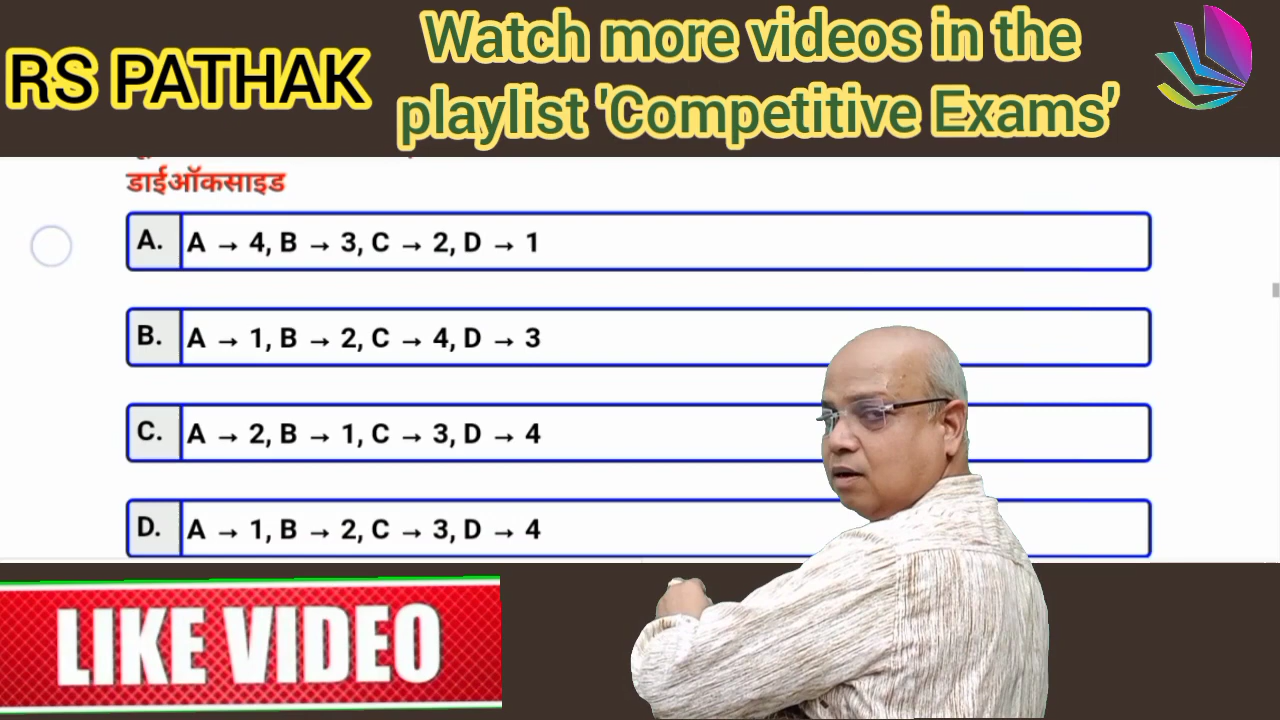 RS PATHAK
Watch more videos in the
playlist 'Competitive Exams'
डाईऑकसाइड
A. A → 4, B → 3, C → 2, D → 1
B. A → 1, B → 2, C → 4, D → 3
C. A → 2, B → 1, C → 3, D → 4
D. A → 1, B → 2, C → 3, D → 4
LIKE VIDEO